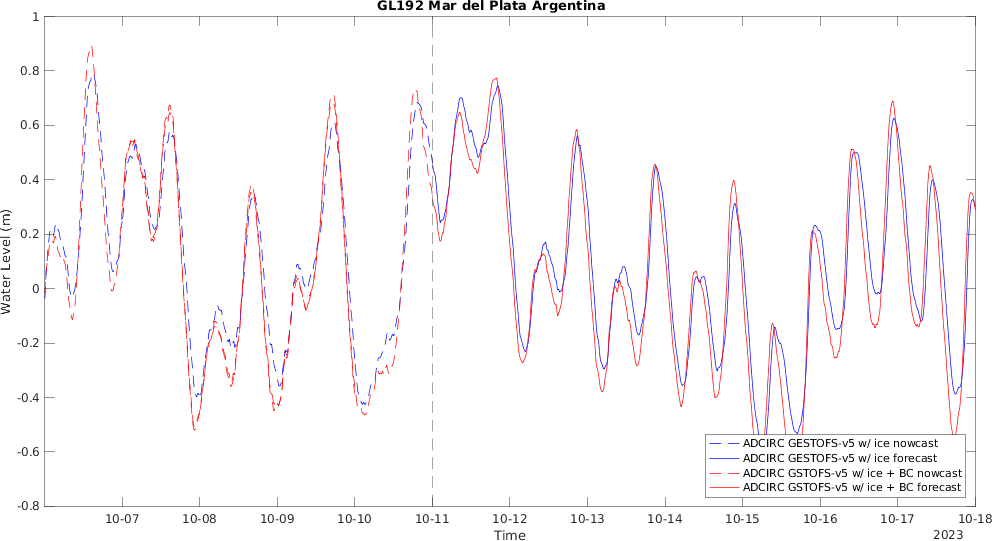 GL192 Mar del Plata Argentina
Water Level (m)
1
0.8
0.6
0.4
0.2
0
-0.2
-0.4
-0.6
-0.8
ADCIRC GESTOFS-v5 w/ ice nowcast
ADCIRC GESTOFS-v5 w/ ice forecast
ADCIRC GSTOFS-v5 w/ ice + BC nowcast
ADCIRC GSTOFS-v5 w/ ice + BC forecast
10-07 10-08 10-09 10-10 10-11 10-12 10-13 10-14 10-15 10-16 10-17 10-18
Time
2023